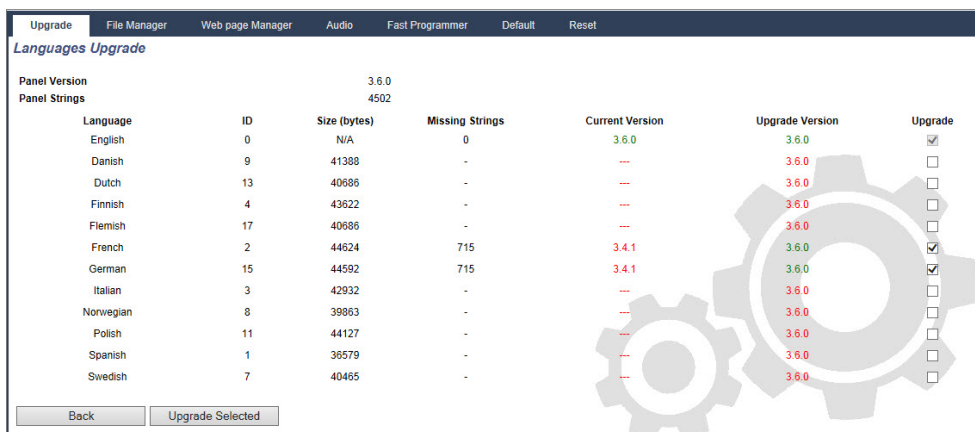 Upgrade File Manager Web page Manager Audio Fast Programmer Default Reset
Languages Upgrade
Panel Version 3.6.0
Panel Strings 4502
Language ID Size (bytes) Missing Strings Current Version Upgrade Version Upgrade
English 0 N/A 0 3.6.0 3.6.0
Danish 9 41388 - --- 3.6.0
Dutch 13 40686 - --- 3.6.0
Finnish 4 43622 - --- 3.6.0
Flemish 17 40686 - --- 3.6.0
French 2 44624 715 3.4.1 3.6.0
German 15 44592 715 3.4.1 3.6.0
Italian 3 42932 - --- 3.6.0
Norwegian 8 39863 - --- 3.6.0
Polish 11 44127 - --- 3.6.0
Spanish 1 36579 - --- 3.6.0
Swedish 7 40465 - --- 3.6.0
Back Upgrade Selected